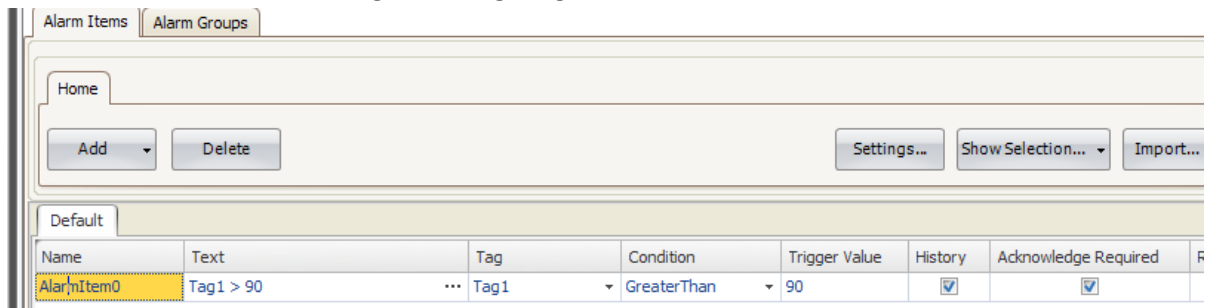 Alarm Items Alarm Groups
Home
Add Delete Settings... Show Selection... Import...
Default
Name Text Tag Condition Trigger Value History Acknowledge Required R
AlarmItem0 Tag1 > 90 ... Tag1 GreaterThan 90